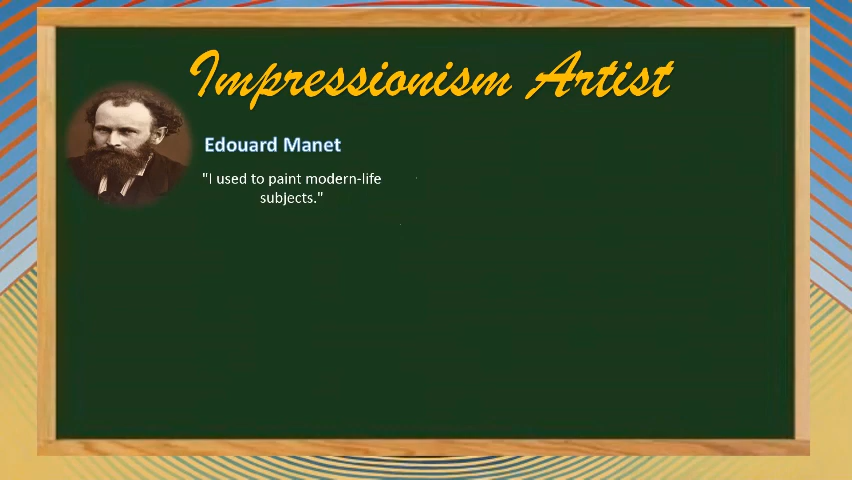 Impressionism Artist
Edouard Manet
"I used to paint modern-life
subjects."